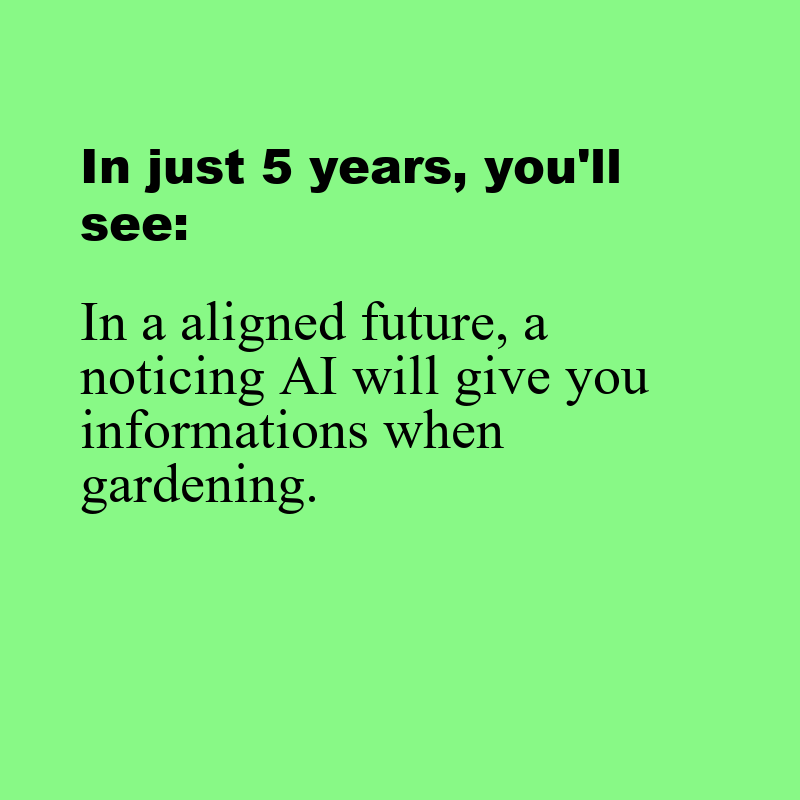 In just 5 years, you'll
see:
In a aligned future, a
noticing AI will give you
informations when
gardening.